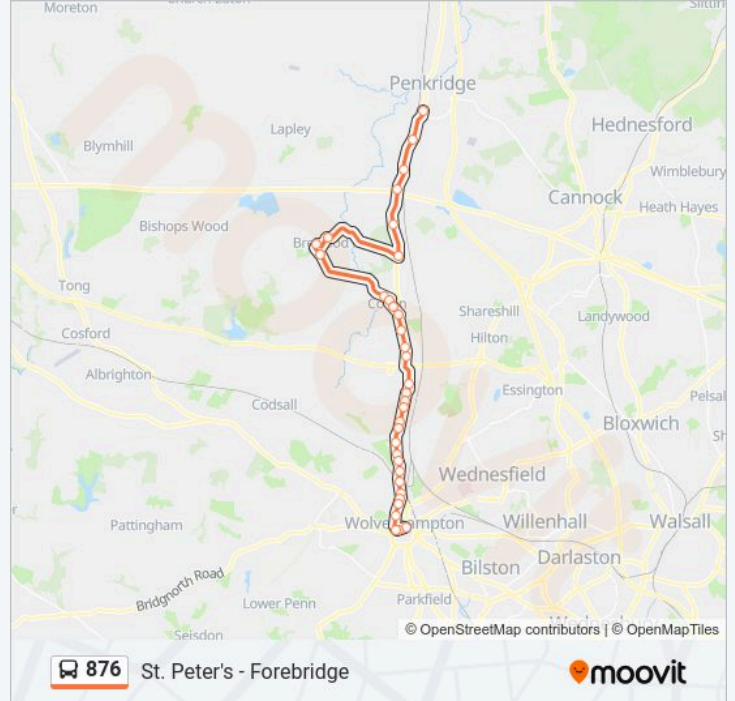 Moreton
Penkridge
Lapley
Hednesford
Blymhill
Wimblebury
Cannock
Heath Hayes
Bishops Wood
Tong
Shareshill
Landywood
Cosford
Hilton
Albrighton
Essington
Codsall
Bloxwich
Wednesfield
Pattingham
Willenhall
Walsall
Darlaston
Bilston
Bridgnorth Road
Lower Penn
Parkfield
Seisdon
© OpenStreetMap contributors | © OpenMapTiles
876 St. Peter's - Forebridge
moovit